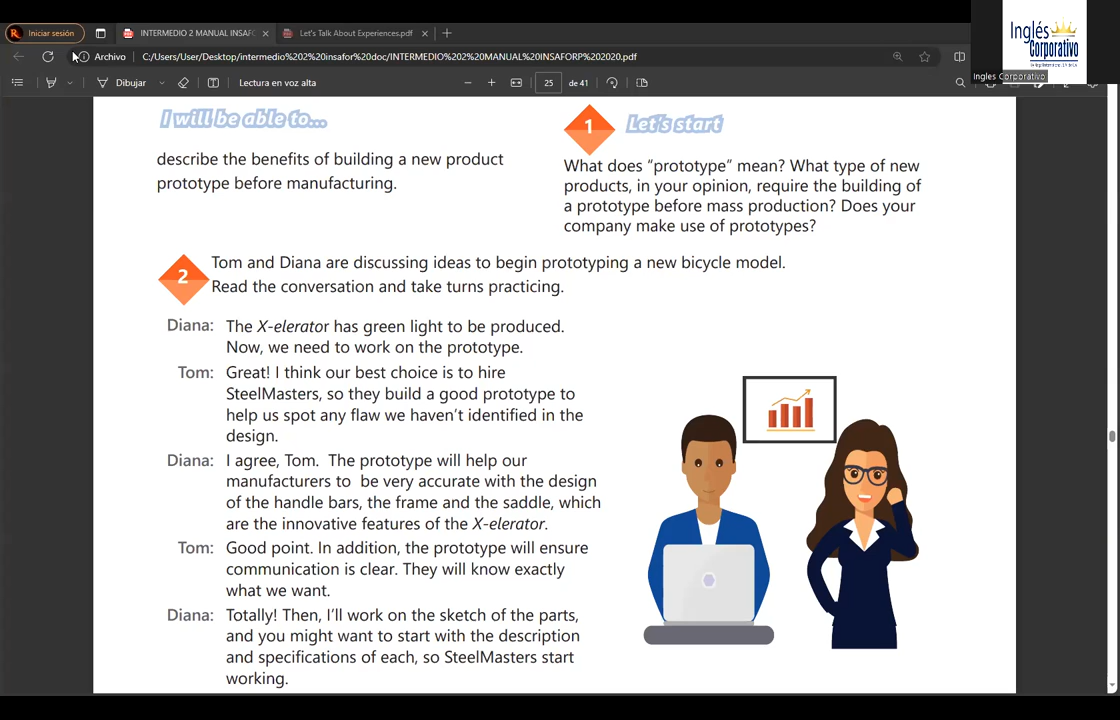 Iniciar sesión
INTERMEDIO 2 MANUAL INSAF
Let's Talk About Experiences.pdf
Archivo
C:/Users/User/Desktop/intermedio%202%20insafor%20doc/INTERMEDIO%202%20MANUAL%20INSAFORP%202020.pdf
Dibujar
Lectura en voz alta
25
de 41
Inglés
Corporativo
Ingles Corporativo
I will be able to...
describe the benefits of building a new product
prototype before manufacturing.
1
Let's start
What does “prototype” mean? What type of new
products, in your opinion, require the building of
a prototype before mass production? Does your
company make use of prototypes?
2
Tom and Diana are discussing ideas to begin prototyping a new bicycle model.
Read the conversation and take turns practicing.
Diana: The X-elerator has green light to be produced.
Now, we need to work on the prototype.
Tom: Great! I think our best choice is to hire
SteelMasters, so they build a good prototype to
help us spot any flaw we haven't identified in the
design.
Diana: I agree, Tom. The prototype will help our
manufacturers to be very accurate with the design
of the handle bars, the frame and the saddle, which
are the innovative features of the X-elerator.
Tom: Good point. In addition, the prototype will ensure
communication is clear. They will know exactly
what we want.
Diana: Totally! Then, I'll work on the sketch of the parts,
and you might want to start with the description
and specifications of each, so SteelMasters start
working.